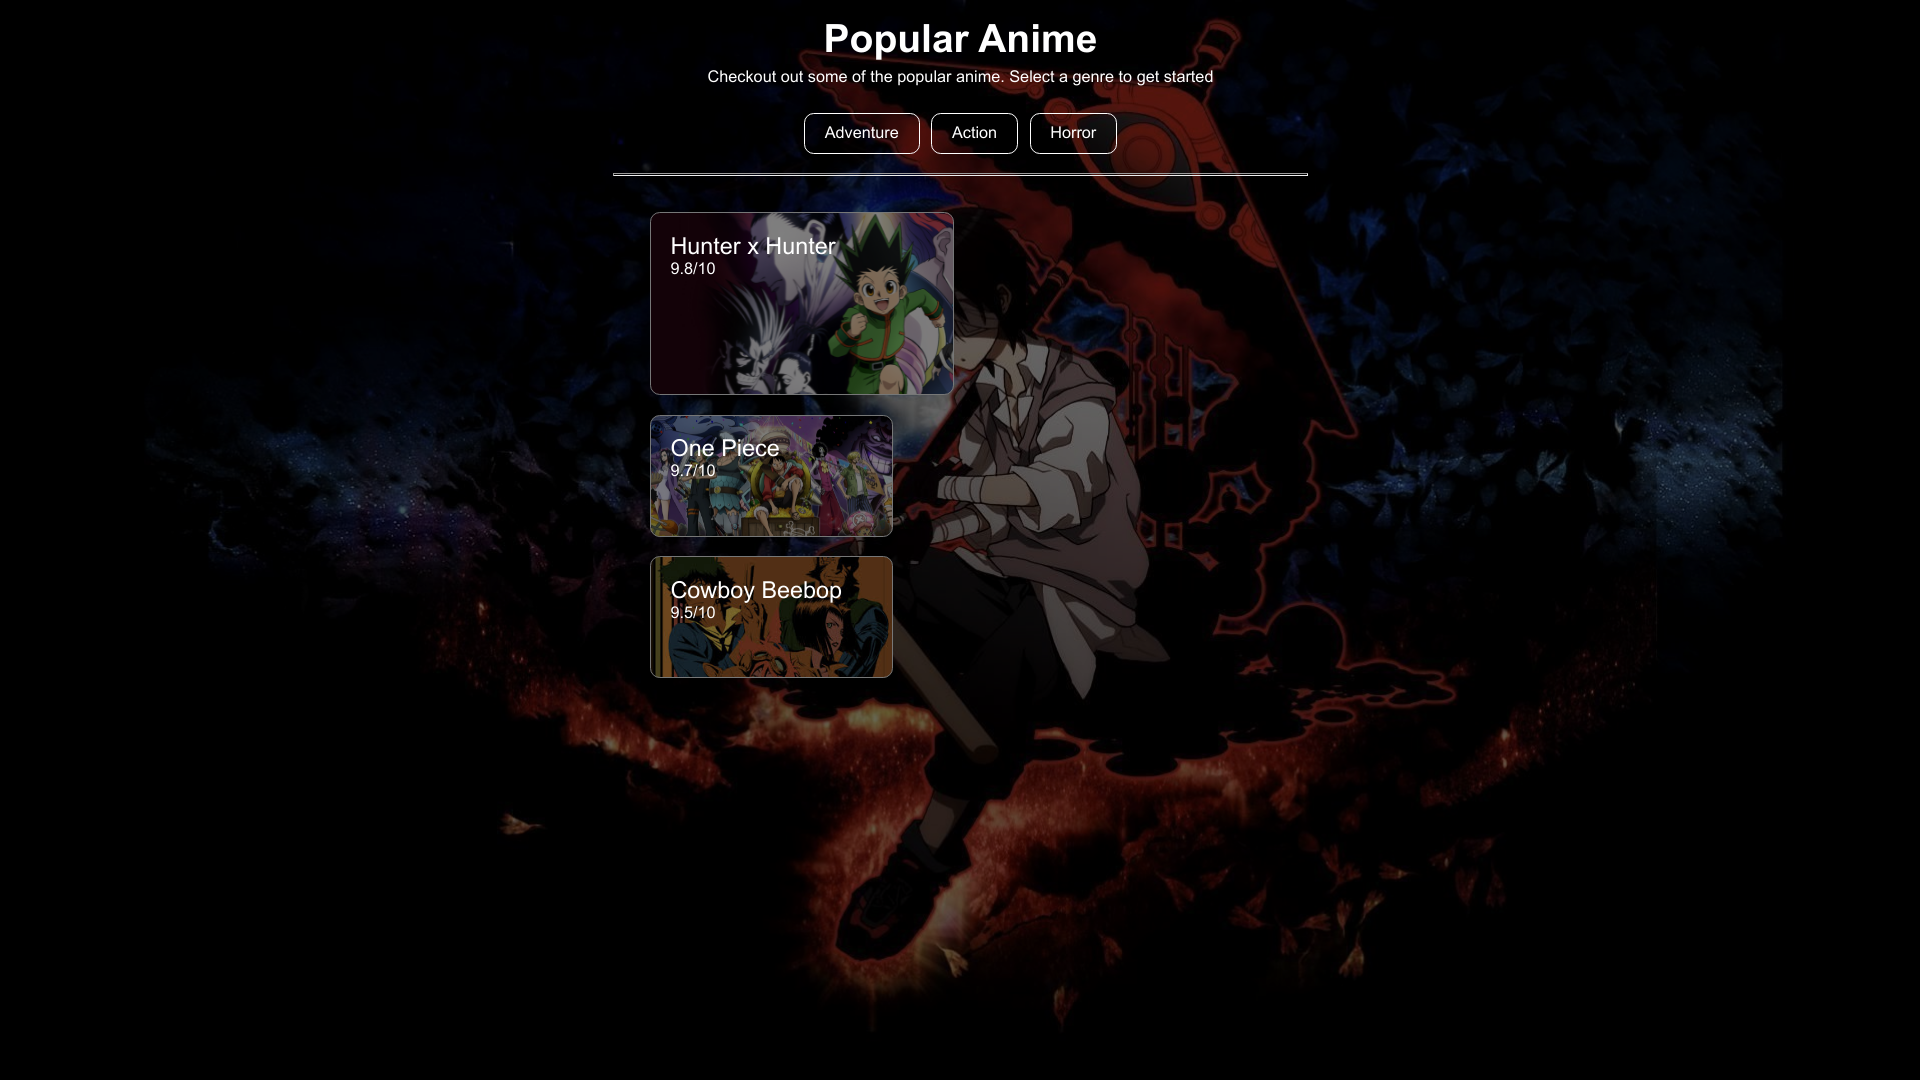 Popular Anime
Checkout out some of the popular anime. Select a genre to get started
Adventure
Action
Horror
Hunter x Hunter
9.8/10
One Piece
9.7/10
Cowboy Beebop
9.5/10